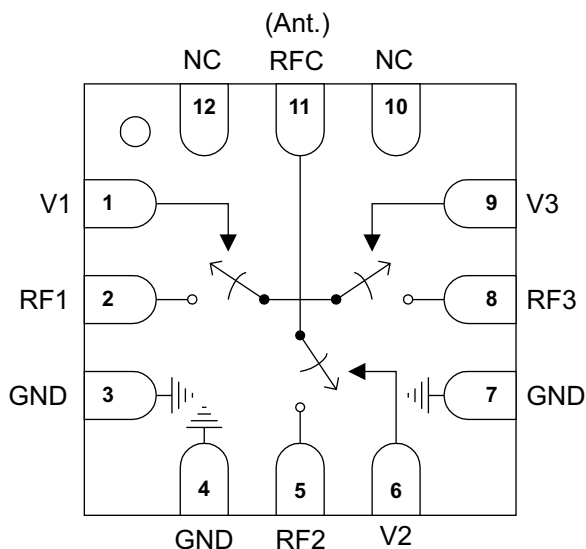 (Ant.)
NC RFC NC
12 11 10
V1 1 9 V3
RF1 2 8 RF3
GND 3 7 GND
4 5 6
GND RF2 V2